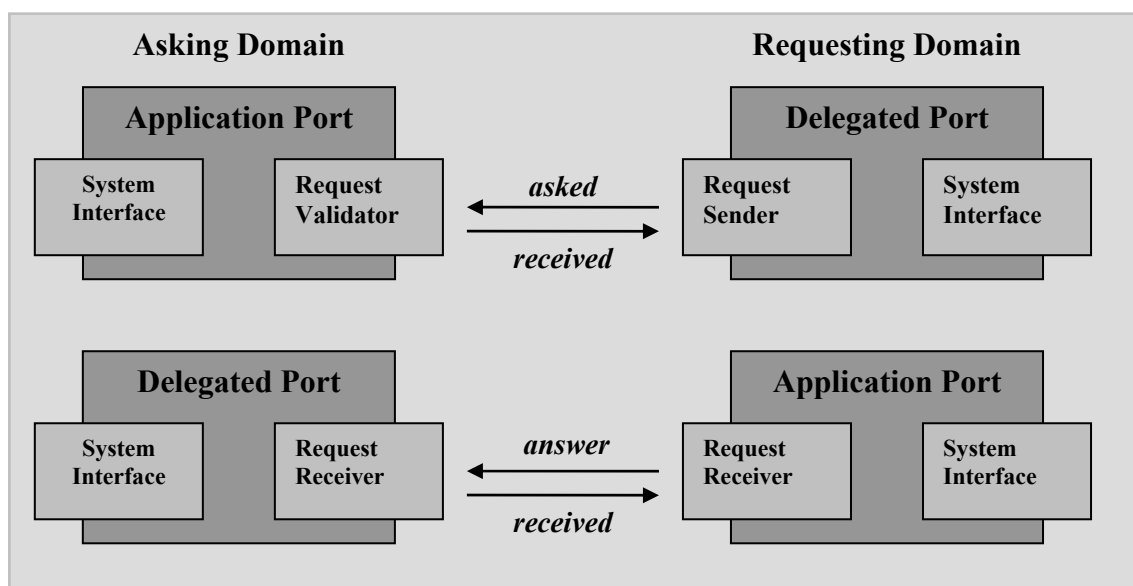 Asking Domain
Requesting Domain
Application Port
Delegated Port
System
Interface
Request
Validator
asked
received
Request
Sender
System
Interface
Delegated Port
Application Port
System
Interface
Request
Receiver
answer
received
Request
Receiver
System
Interface